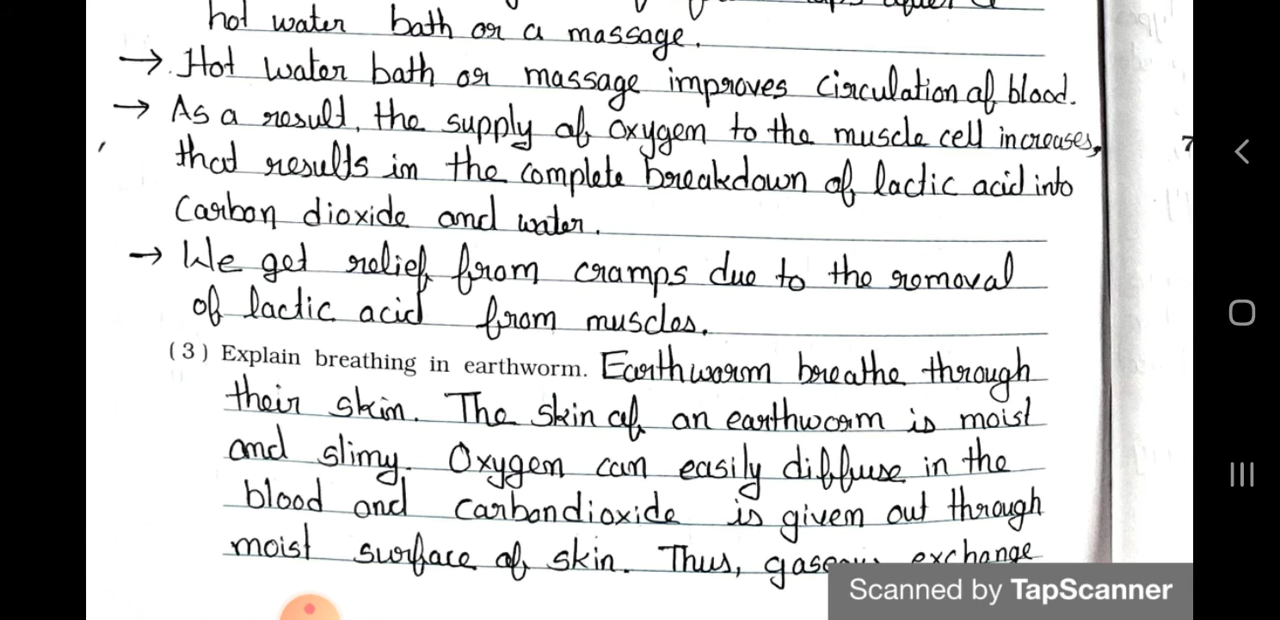 hot water bath or a massage.
→ Hot water bath or massage improves circulation of blood.
→ As a result, the supply of oxygen to the muscle cell increases,
that results in the complete breakdown of lactic acid into
carbon dioxide and water.
→ We get relief from cramps due to the removal
of lactic acid from muscles.
(3) Explain breathing in earthworm. Earthworm breathe through
their skin. The skin of an earthworm is moist
and slimy. Oxygen can easily diffuse in the
blood and carbondioxide is given out through
moist surface of skin. Thus, exchange
Scanned by TapScanner
7